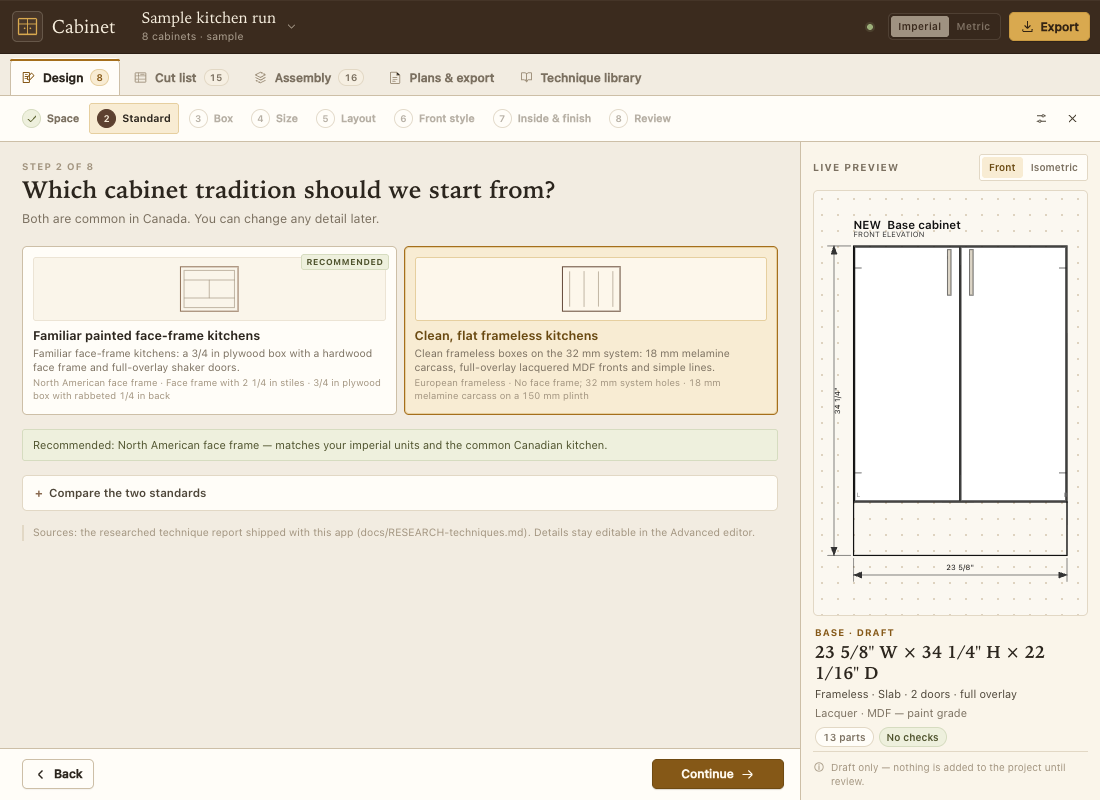 Cabinet
Sample kitchen run
8 cabinets · sample
Imperial
Metric
Export
Design 8
Cut list 15
Assembly 16
Plans & export
Technique library
Space
2 Standard
3 Box
4 Size
5 Layout
6 Front style
7 Inside & finish
8 Review
STEP 2 OF 8
Which cabinet tradition should we start from?
Both are common in Canada. You can change any detail later.
RECOMMENDED
Familiar painted face-frame kitchens
Familiar face-frame kitchens: a 3/4 in plywood box with a hardwood
face frame and full-overlay shaker doors.
North American face frame · Face frame with 2 1/4 in stiles · 3/4 in plywood
box with rabbeted 1/4 in back
Clean, flat frameless kitchens
Clean frameless boxes on the 32 mm system: 18 mm melamine
carcass, full-overlay lacquered MDF fronts and simple lines.
European frameless · No face frame; 32 mm system holes · 18 mm
melamine carcass on a 150 mm plinth
Recommended: North American face frame — matches your imperial units and the common Canadian kitchen.
+ Compare the two standards
Sources: the researched technique report shipped with this app (docs/RESEARCH-techniques.md). Details stay editable in the Advanced editor.
Back
Continue
LIVE PREVIEW
Front
Isometric
NEW Base cabinet
FRONT ELEVATION
34 1/4"
L
23 5/8"
BASE · DRAFT
23 5/8" W × 34 1/4" H × 22
1/16" D
Frameless · Slab · 2 doors · full overlay
Lacquer · MDF — paint grade
13 parts
No checks
Draft only — nothing is added to the project until
review.